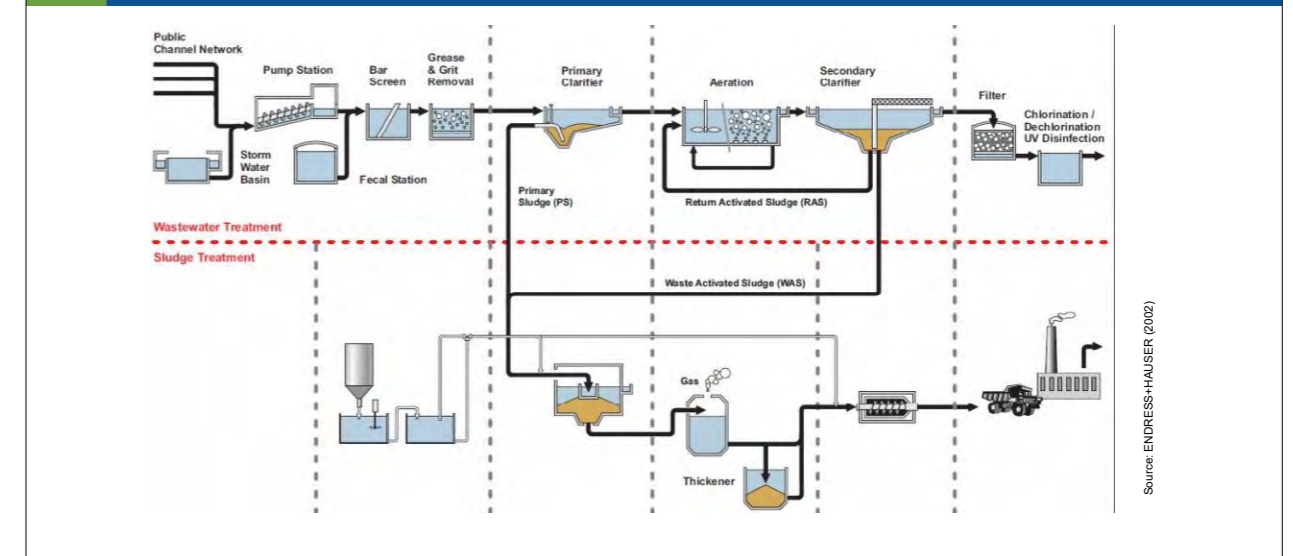 Public
Channel Network
Pump Station
Bar
Screen
Grease
& Grit
Removal
Primary
Clarifier
Aeration
Secondary
Clarifier
Filter
Chlorination /
Dechlorination
UV Disinfection
Storm
Water
Basin
Fecal Station
Primary
Sludge (PS)
Return Activated Sludge (RAS)
Wastewater Treatment
Sludge Treatment
Waste Activated Sludge (WAS)
Gas
Thickener
Source: ENDRESS+HAUSER (2002)